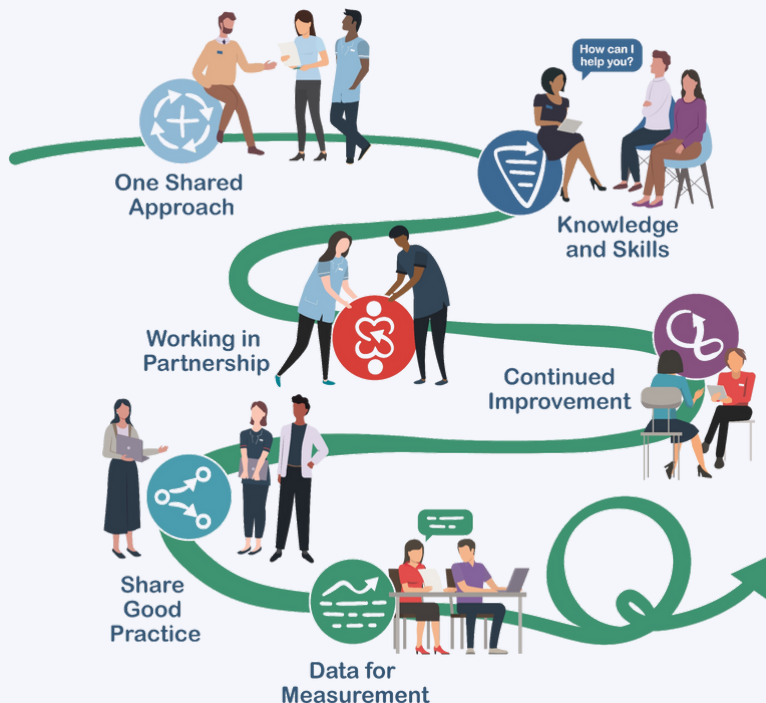 How can I
help you?
One Shared
Approach
Knowledge
and Skills
Working in
Partnership
Continued
Improvement
Share
Good
Practice
Data for
Measurement